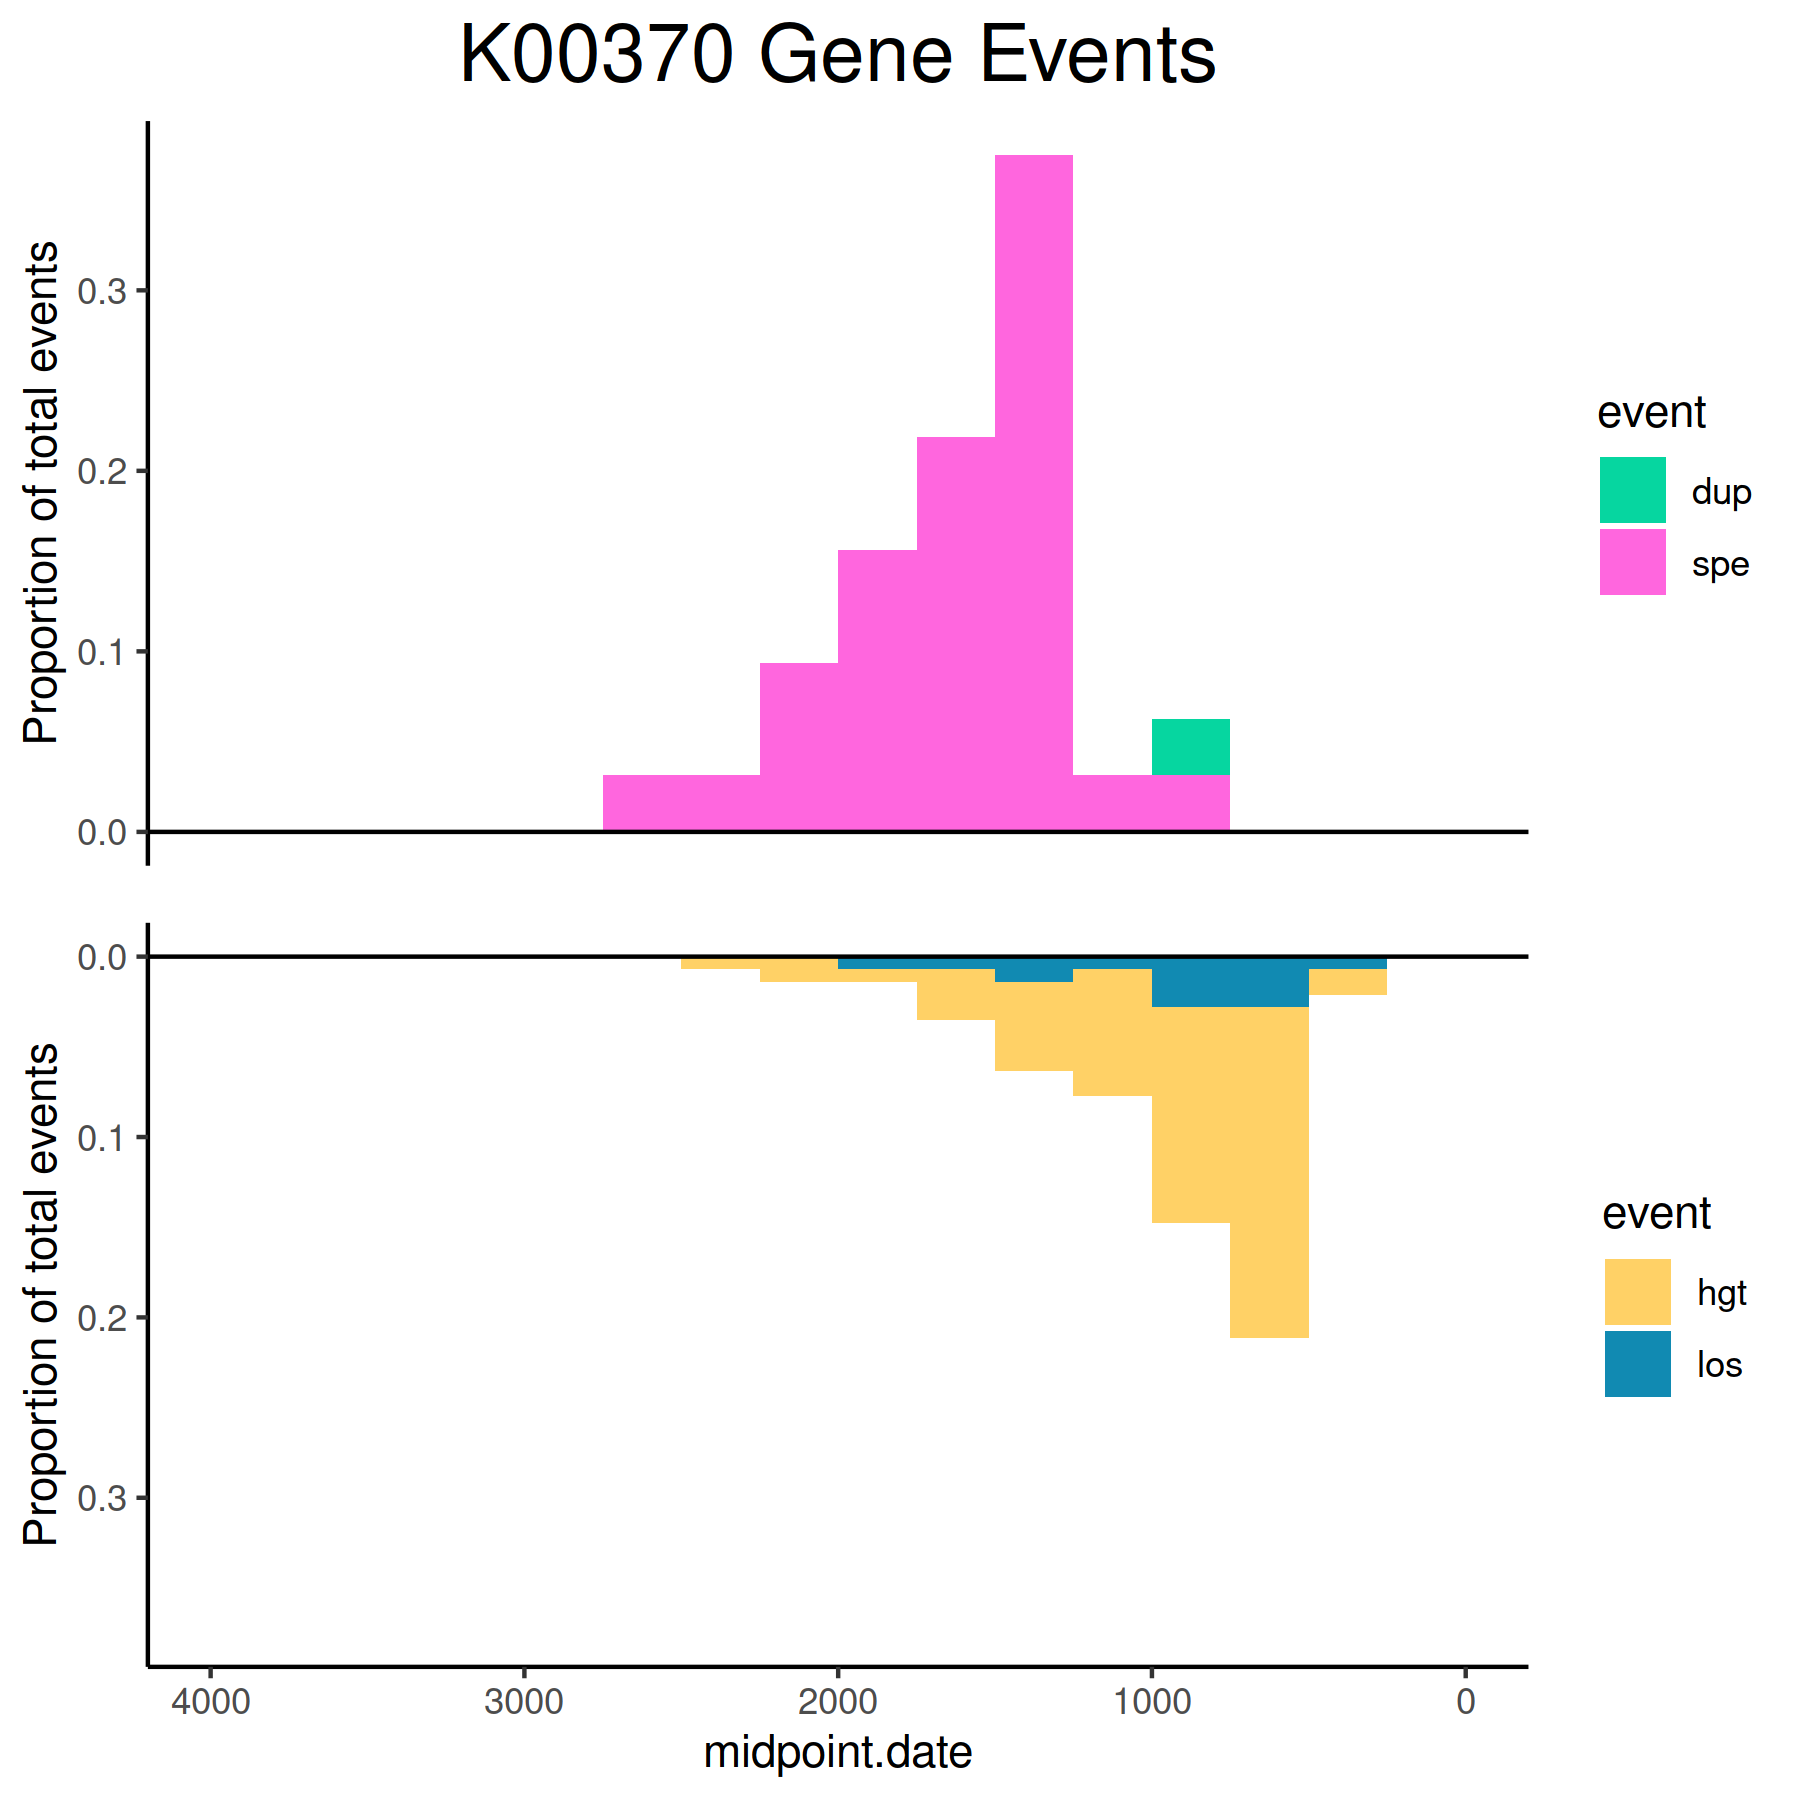 K00370 Gene Events
Proportion of total events
0.3
0.2
0.1
0.0
event
dup
spe
Proportion of total events
0.0
0.1
0.2
0.3
event
hgt
los
4000 3000 2000 1000 0
midpoint.date